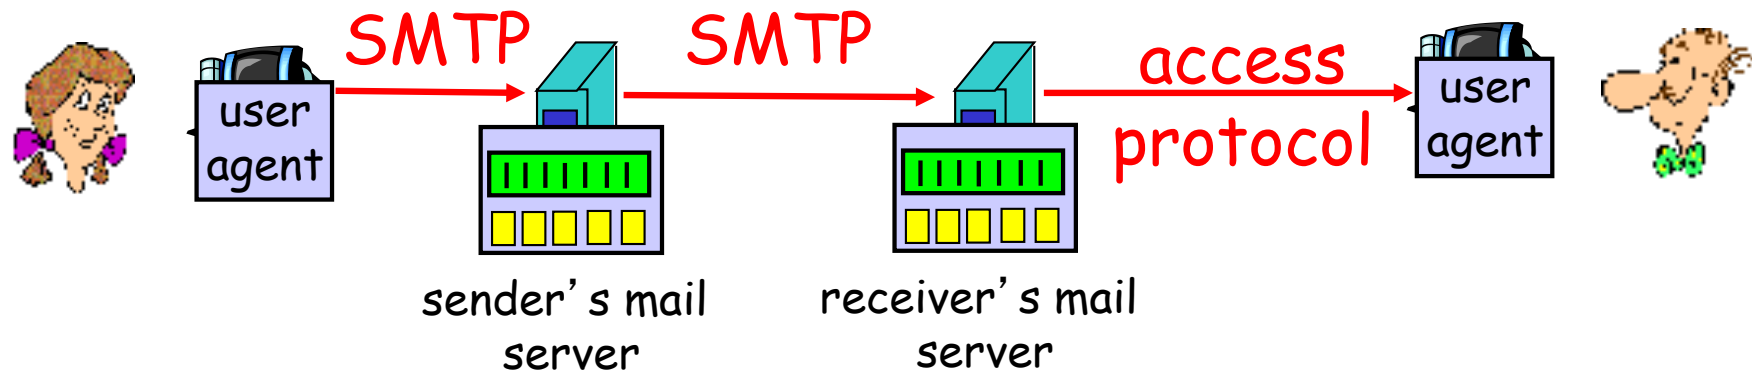 SMTP
SMTP
access
protocol
user
agent
user
agent
sender’s mail
server
receiver’s mail
server